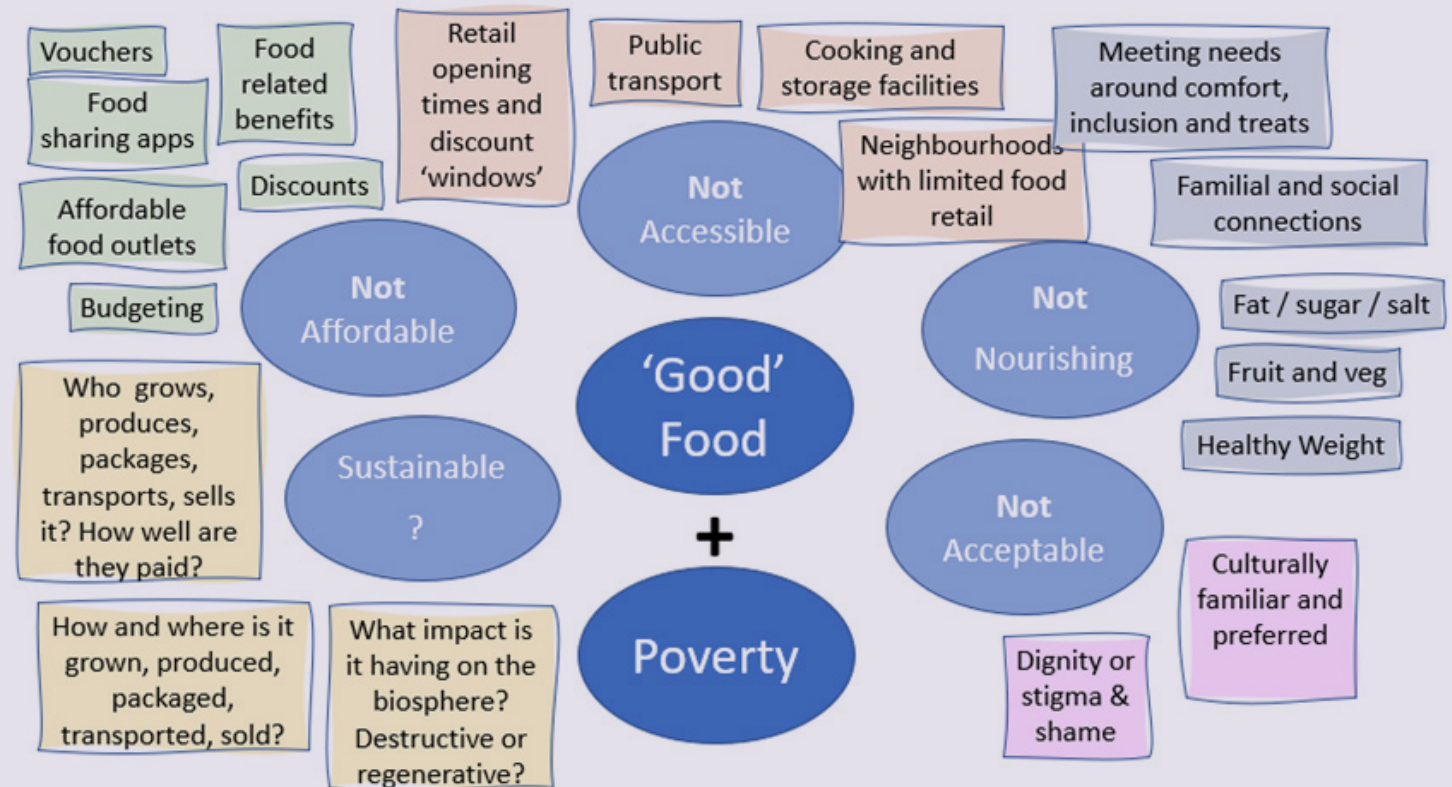 Vouchers
Food
sharing apps
Food
related
benefits
Discounts
Affordable
food outlets
Budgeting
Retail
opening
times and
discount
‘windows’
Public
transport
Cooking and
storage facilities
Neighbourhoods
with limited food
retail
Meeting needs
around comfort,
inclusion and treats
Familial and social
connections
Fat / sugar / salt
Fruit and veg
Healthy Weight
Not
Accessible
Not
Affordable
Not
Nourishing
‘Good’
Food
+
Poverty
Sustainable
?
Not
Acceptable
Who grows,
produces,
packages,
transports, sells
it? How well are
they paid?
How and where is it
grown, produced,
packaged,
transported, sold?
What impact is
it having on the
biosphere?
Destructive or
regenerative?
Culturally
familiar and
preferred
Dignity or
stigma &
shame